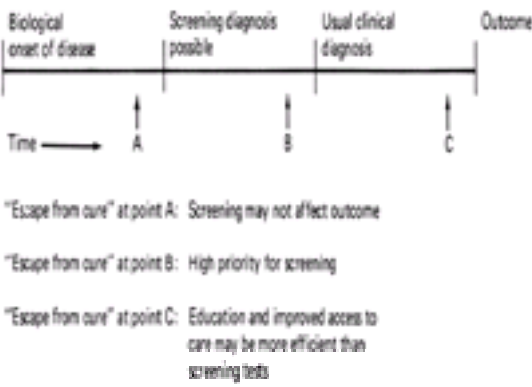 Biological
onset of disease
Screening diagnosis
possible
Usual clinical
diagnosis
Outcome
Time
A
B
C
"Escape from cure" at point A: Screening may not affect outcome
"Escape from cure" at point B: High priority for screening
"Escape from cure" at point C: Education and improved access to
care may be more efficient than
screening tests